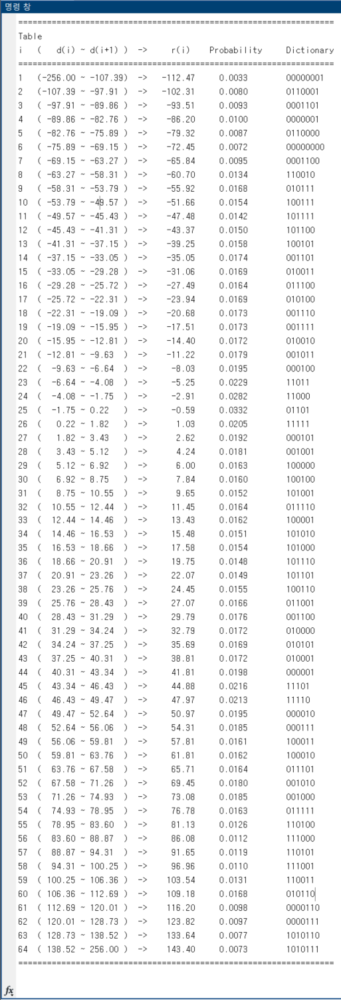 명령 창
==================================================================
Table
i ( d(i) ~ d(i+1) ) -> r(i) Probability Dictionary
==================================================================
1 (-256.00 ~ -107.39) -> -112.47 0.0033 00000001
2 (-107.39 ~ -97.91 ) -> -102.31 0.0080 0110001
3 ( -97.91 ~ -89.86 ) -> -93.51 0.0093 0001101
4 ( -89.86 ~ -82.76 ) -> -86.20 0.0100 0000001
5 ( -82.76 ~ -75.89 ) -> -79.32 0.0087 0110000
6 ( -75.89 ~ -69.15 ) -> -72.45 0.0072 00000000
7 ( -69.15 ~ -63.27 ) -> -65.84 0.0095 0001100
8 ( -63.27 ~ -58.31 ) -> -60.70 0.0134 110010
9 ( -58.31 ~ -53.79 ) -> -55.92 0.0168 010111
10 ( -53.79 ~ -49.57 ) -> -51.66 0.0154 100111
11 ( -49.57 ~ -45.43 ) -> -47.48 0.0142 101111
12 ( -45.43 ~ -41.31 ) -> -43.37 0.0150 101100
13 ( -41.31 ~ -37.15 ) -> -39.25 0.0158 100101
14 ( -37.15 ~ -33.05 ) -> -35.05 0.0174 001101
15 ( -33.05 ~ -29.28 ) -> -31.06 0.0169 010011
16 ( -29.28 ~ -25.72 ) -> -27.49 0.0164 011100
17 ( -25.72 ~ -22.31 ) -> -23.94 0.0169 010100
18 ( -22.31 ~ -19.09 ) -> -20.68 0.0173 001110
19 ( -19.09 ~ -15.95 ) -> -17.51 0.0173 001111
20 ( -15.95 ~ -12.81 ) -> -14.40 0.0172 010010
21 ( -12.81 ~ -9.63 ) -> -11.22 0.0179 001011
22 ( -9.63 ~ -6.64 ) -> -8.03 0.0195 000100
23 ( -6.64 ~ -4.08 ) -> -5.25 0.0229 11011
24 ( -4.08 ~ -1.75 ) -> -2.91 0.0282 11000
25 ( -1.75 ~ 0.22 ) -> -0.59 0.0332 01101
26 ( 0.22 ~ 1.82 ) -> 1.03 0.0205 11111
27 ( 1.82 ~ 3.43 ) -> 2.62 0.0192 000101
28 ( 3.43 ~ 5.12 ) -> 4.24 0.0181 001001
29 ( 5.12 ~ 6.92 ) -> 6.00 0.0163 100000
30 ( 6.92 ~ 8.75 ) -> 7.84 0.0160 100100
31 ( 8.75 ~ 10.55 ) -> 9.65 0.0152 101001
32 ( 10.55 ~ 12.44 ) -> 11.45 0.0164 011110
33 ( 12.44 ~ 14.46 ) -> 13.43 0.0162 100001
34 ( 14.46 ~ 16.53 ) -> 15.48 0.0151 101010
35 ( 16.53 ~ 18.66 ) -> 17.58 0.0154 101000
36 ( 18.66 ~ 20.91 ) -> 19.75 0.0148 101110
37 ( 20.91 ~ 23.26 ) -> 22.07 0.0149 101101
38 ( 23.26 ~ 25.76 ) -> 24.45 0.0155 100110
39 ( 25.76 ~ 28.43 ) -> 27.07 0.0166 011001
40 ( 28.43 ~ 31.29 ) -> 29.79 0.0176 001100
41 ( 31.29 ~ 34.24 ) -> 32.79 0.0172 010000
42 ( 34.24 ~ 37.25 ) -> 35.69 0.0169 010101
43 ( 37.25 ~ 40.31 ) -> 38.81 0.0172 010001
44 ( 40.31 ~ 43.34 ) -> 41.81 0.0198 000001
45 ( 43.34 ~ 46.43 ) -> 44.88 0.0216 11101
46 ( 46.43 ~ 49.47 ) -> 47.97 0.0213 11110
47 ( 49.47 ~ 52.64 ) -> 50.97 0.0195 000010
48 ( 52.64 ~ 56.06 ) -> 54.31 0.0185 000111
49 ( 56.06 ~ 59.81 ) -> 57.81 0.0161 100011
50 ( 59.81 ~ 63.76 ) -> 61.81 0.0162 100010
51 ( 63.76 ~ 67.58 ) -> 65.71 0.0164 011101
52 ( 67.58 ~ 71.26 ) -> 69.45 0.0180 001010
53 ( 71.26 ~ 74.93 ) -> 73.08 0.0185 001000
54 ( 74.93 ~ 78.95 ) -> 76.78 0.0163 011111
55 ( 78.95 ~ 83.60 ) -> 81.13 0.0126 110100
56 ( 83.60 ~ 88.87 ) -> 86.08 0.0112 111000
57 ( 88.87 ~ 94.31 ) -> 91.65 0.0119 110101
58 ( 94.31 ~ 100.25 ) -> 96.96 0.0110 111001
59 ( 100.25 ~ 106.36 ) -> 103.54 0.0131 110011
60 ( 106.36 ~ 112.69 ) -> 109.18 0.0168 010110
61 ( 112.69 ~ 120.01 ) -> 116.20 0.0098 0000110
62 ( 120.01 ~ 128.73 ) -> 123.82 0.0097 0000111
63 ( 128.73 ~ 138.52 ) -> 133.64 0.0077 1010110
64 ( 138.52 ~ 256.00 ) -> 143.40 0.0073 1010111
==================================================================
fx